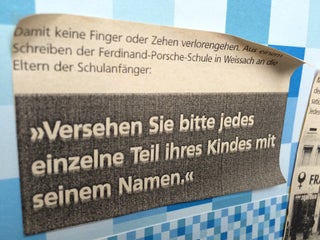 Damit keine Finger oder Zehen verlorengehen. Aus einem
Schreiben der Ferdinand-Porsche-Schule in Weissach an die
Eltern der Schulanfänger:
»Versehen Sie bitte jedes
einzelne Teil ihres Kindes mit
seinem Namen.«
FRA